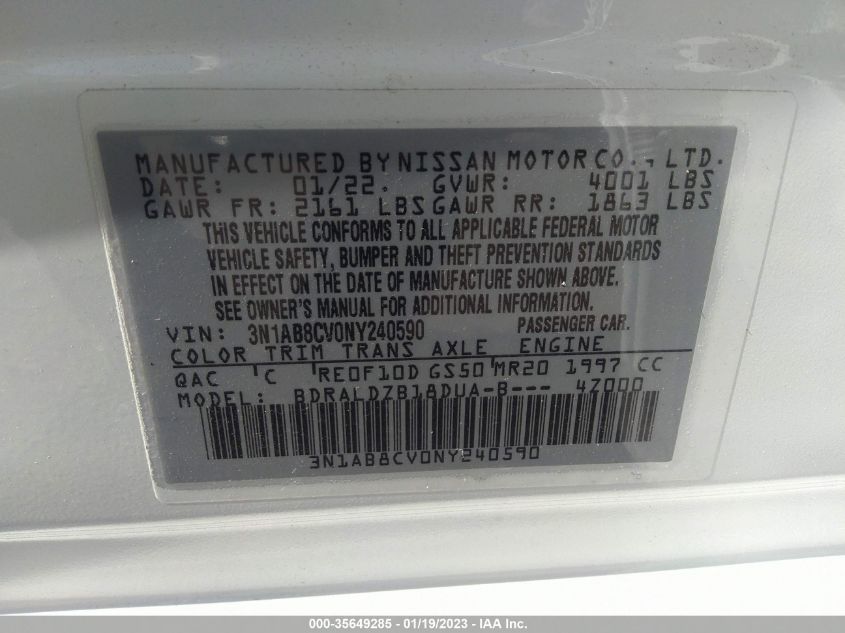 MANUFACTURED BY NISSAN MOTOR CO., LTD.
DATE: 01/22. GVWR: 4001 LBS
GAWR FR: 2161 LBS GAWR RR: 1863 LBS
THIS VEHICLE CONFORMS TO ALL APPLICABLE FEDERAL MOTOR
VEHICLE SAFETY, BUMPER AND THEFT PREVENTION STANDARDS
IN EFFECT ON THE DATE OF MANUFACTURE SHOWN ABOVE.
SEE OWNER'S MANUAL FOR ADDITIONAL INFORMATION.
VIN: 3N1AB8CV0NY240590 PASSENGER CAR.
COLOR TRIM TRANS AXLE ENGINE
QAC C RE0F10D GS50 MR20 1997 CC
MODEL: BDRALDZB18DUA-B--- 4Z000
3N1AB8CV0NY240590
000-35649285 - 01/19/2023 - IAA Inc.